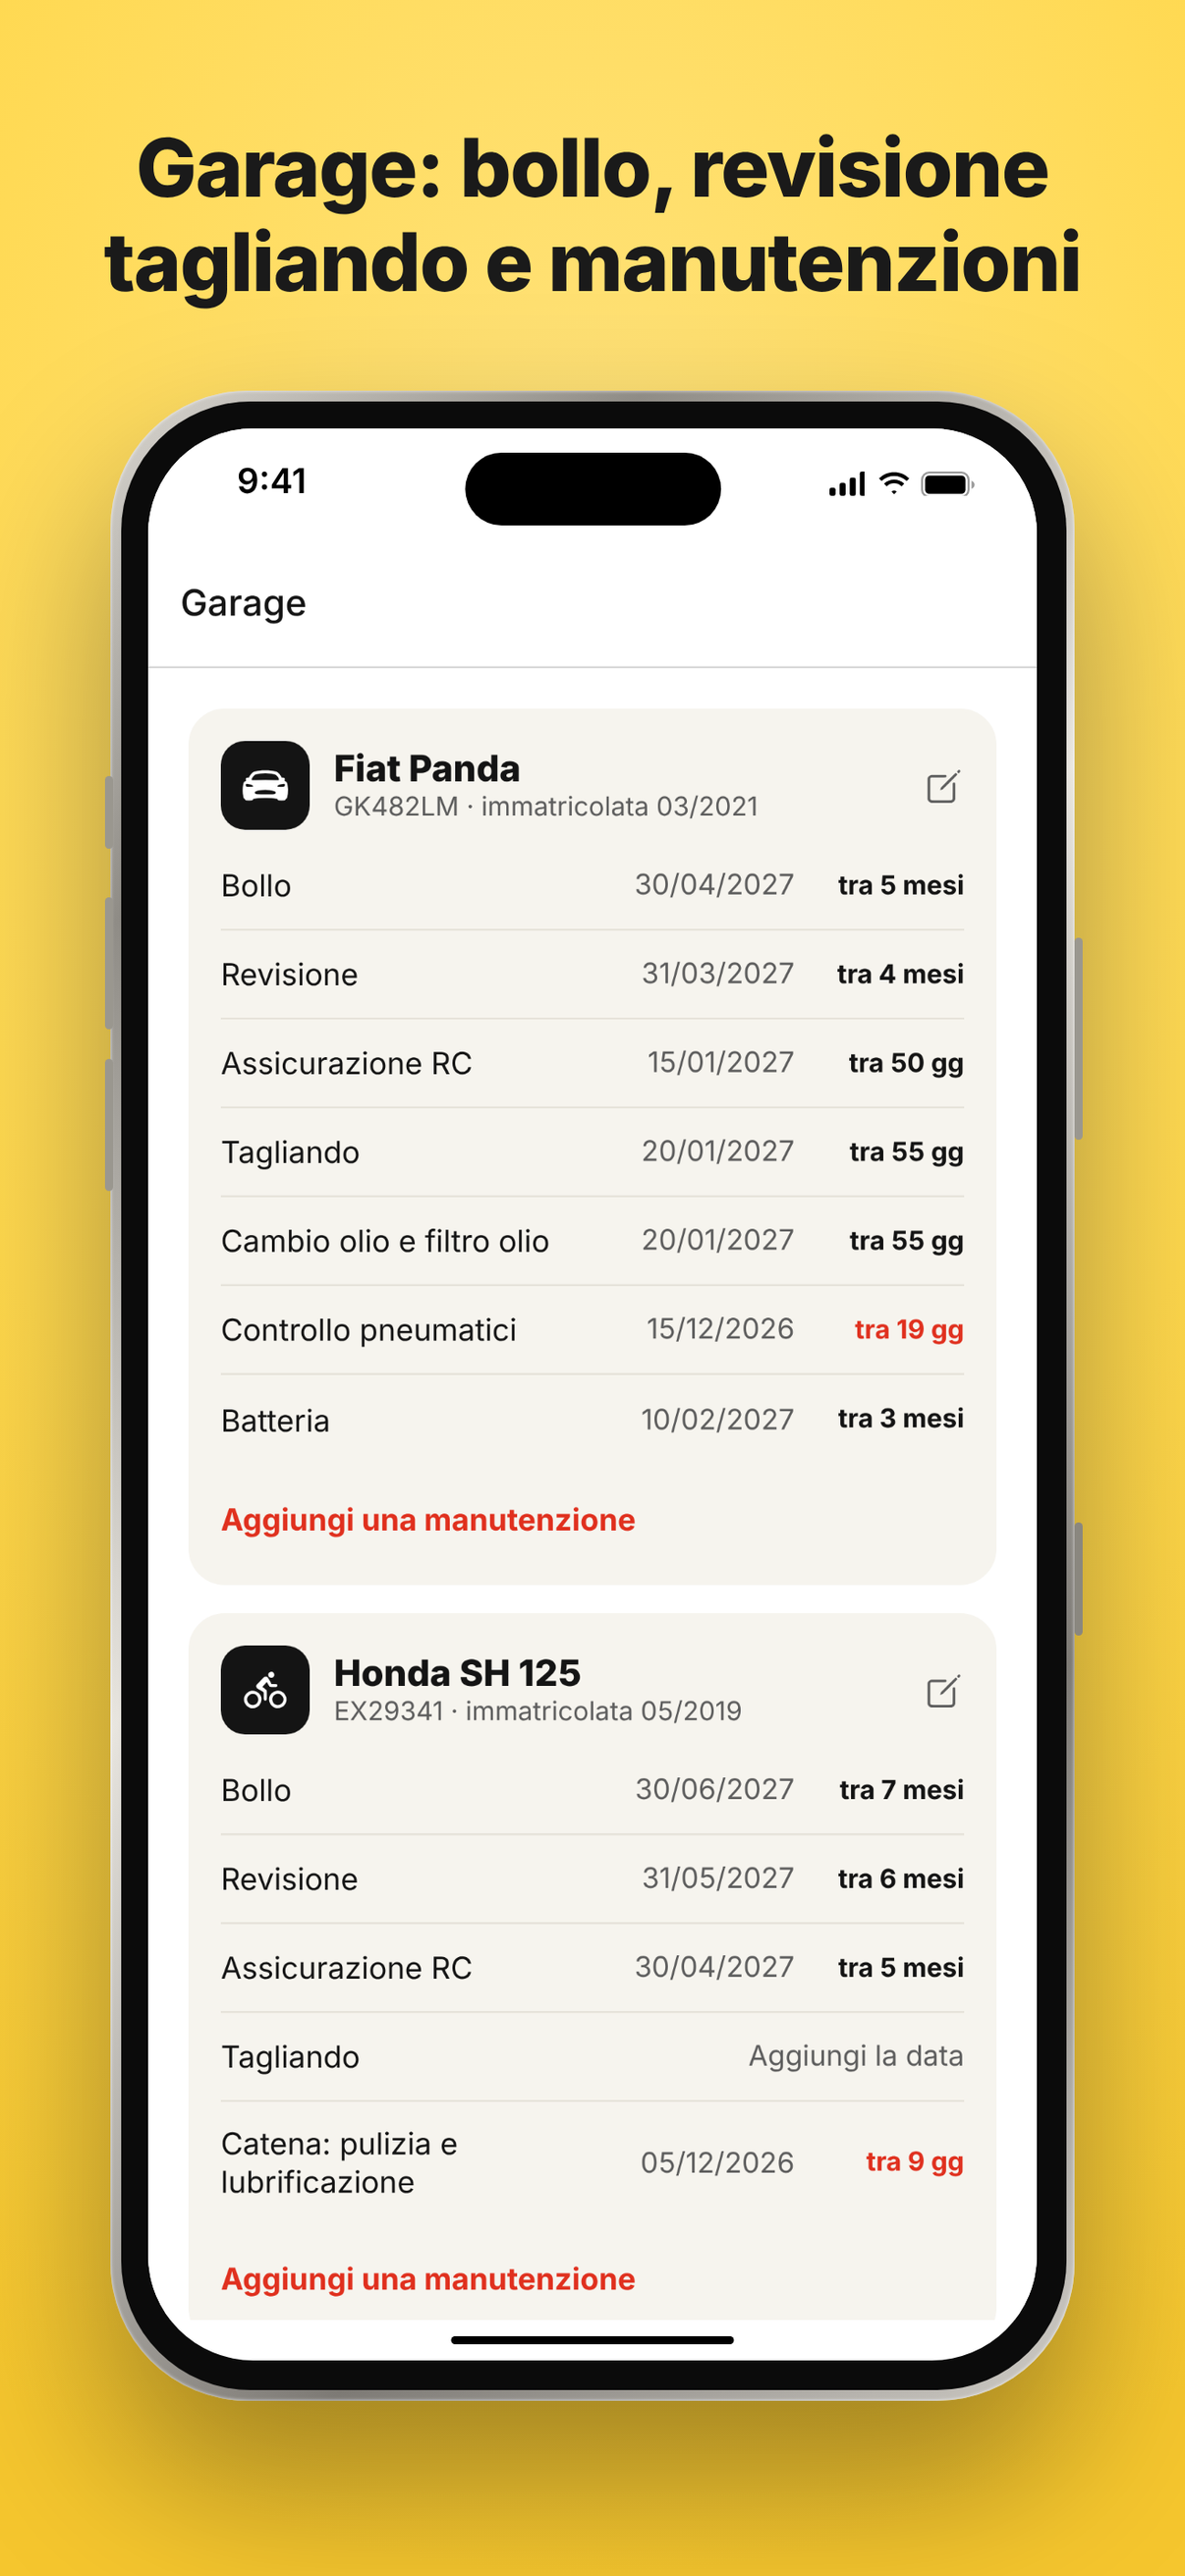 Garage: bollo, revisione
tagliando e manutenzioni
9:41
Garage
Fiat Panda
GK482LM · immatricolata 03/2021
Bollo 30/04/2027 tra 5 mesi
Revisione 31/03/2027 tra 4 mesi
Assicurazione RC 15/01/2027 tra 50 gg
Tagliando 20/01/2027 tra 55 gg
Cambio olio e filtro olio 20/01/2027 tra 55 gg
Controllo pneumatici 15/12/2026 tra 19 gg
Batteria 10/02/2027 tra 3 mesi
Aggiungi una manutenzione
Honda SH 125
EX29341 · immatricolata 05/2019
Bollo 30/06/2027 tra 7 mesi
Revisione 31/05/2027 tra 6 mesi
Assicurazione RC 30/04/2027 tra 5 mesi
Tagliando Aggiungi la data
Catena: pulizia e
lubrificazione 05/12/2026 tra 9 gg
Aggiungi una manutenzione